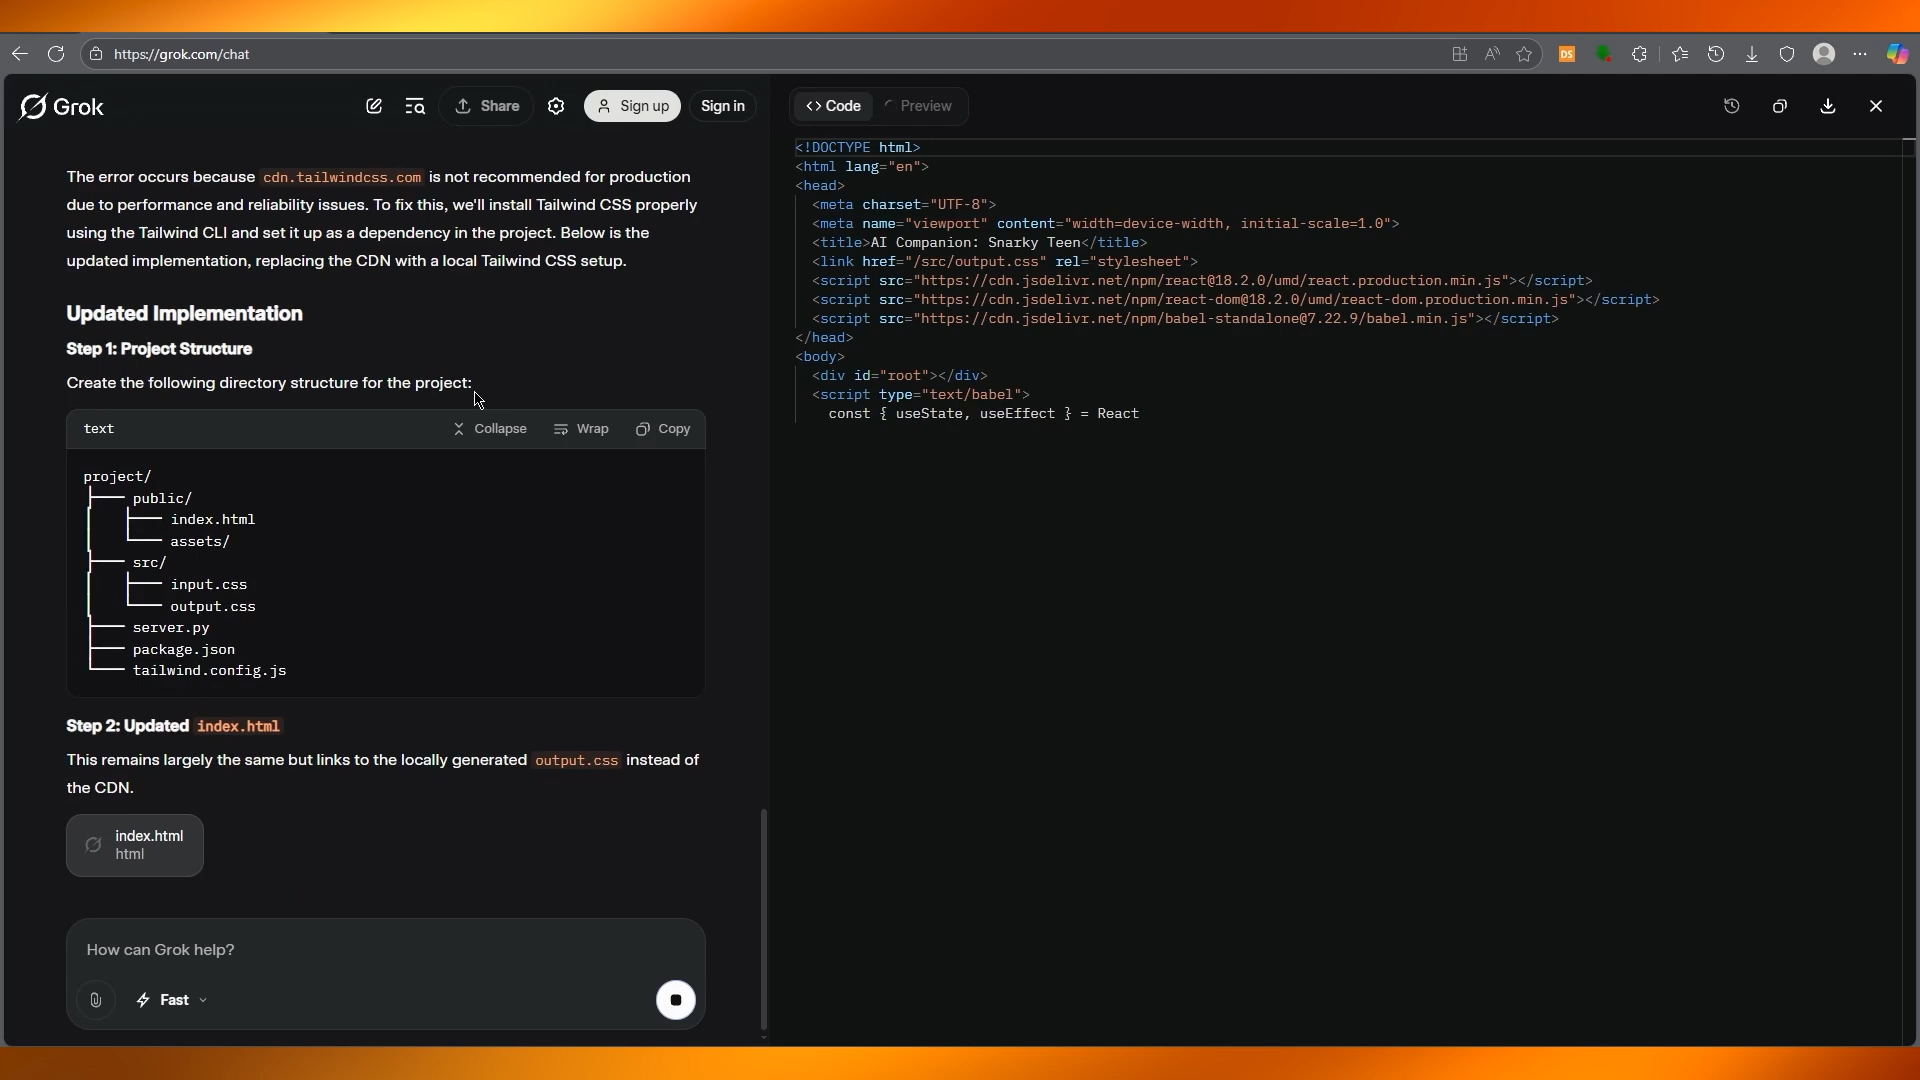 https://grok.com/chat
DS
Grok
Share
Sign up
Sign in
The error occurs because cdn.tailwindcss.com is not recommended for production
due to performance and reliability issues. To fix this, we'll install Tailwind CSS properly
using the Tailwind CLI and set it up as a dependency in the project. Below is the
updated implementation, replacing the CDN with a local Tailwind CSS setup.
Updated Implementation
Step 1: Project Structure
Create the following directory structure for the project:
text
Collapse
Wrap
Copy
project/
├── public/
│   ├── index.html
│   └── assets/
├── src/
│   ├── input.css
│   └── output.css
├── server.py
├── package.json
└── tailwind.config.js
Step 2: Updated index.html
This remains largely the same but links to the locally generated output.css instead of
the CDN.
index.html
html
How can Grok help?
Fast
<> Code
Preview
<!DOCTYPE html>
<html lang="en">
<head>
<meta charset="UTF-8">
<meta name="viewport" content="width=device-width, initial-scale=1.0">
<title>AI Companion: Snarky Teen</title>
<link href="/src/output.css" rel="stylesheet">
<script src="https://cdn.jsdelivr.net/npm/react@18.2.0/umd/react.production.min.js"></script>
<script src="https://cdn.jsdelivr.net/npm/react-dom@18.2.0/umd/react-dom.production.min.js"></script>
<script src="https://cdn.jsdelivr.net/npm/babel-standalone@7.22.9/babel.min.js"></script>
</head>
<body>
<div id="root"></div>
<script type="text/babel">
const { useState, useEffect } = React